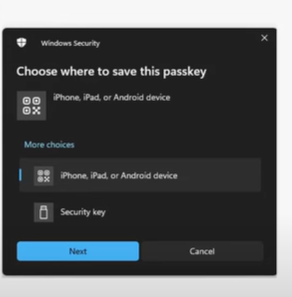 Windows Security
Choose where to save this passkey
iPhone, iPad, or Android device
More choices
iPhone, iPad, or Android device
Security key
Next
Cancel